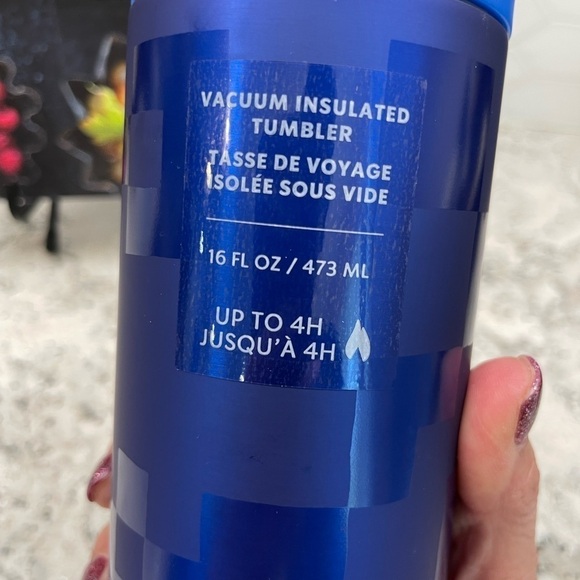 VACUUM INSULATED
TUMBLER
TASSE DE VOYAGE
ISOLÉE SOUS VIDE
16 FL OZ / 473 ML
UP TO 4H
JUSQU'À 4H